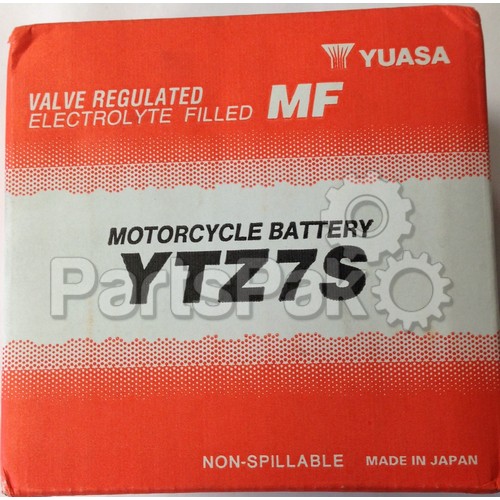 YUASA
VALVE REGULATED
ELECTROLYTE FILLED MF
MOTORCYCLE BATTERY
YTZ7S
PartsPak
NON-SPILLABLE MADE IN JAPAN